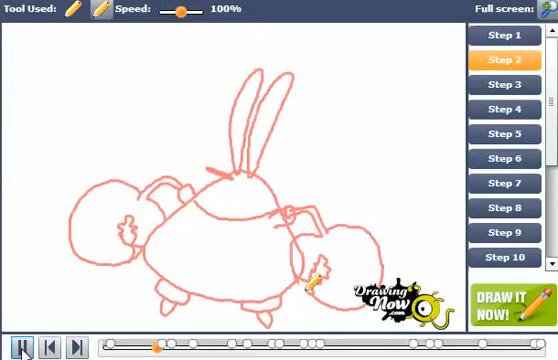 Tool Used: Speed: 100% Full screen:
Step 1
Step 2
Step 3
Step 4
Step 5
Step 6
Step 7
Step 8
Step 9
Step 10
Drawing
Now.com
DRAW IT
NOW!